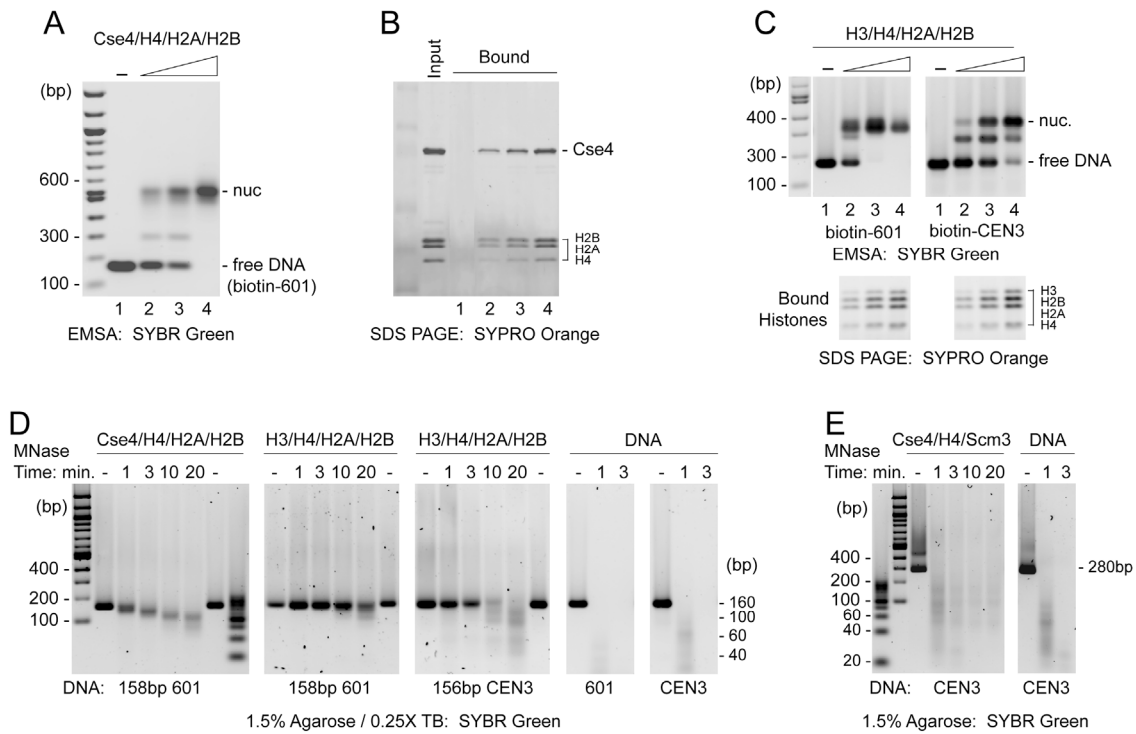 A
Cse4/H4/H2A/H2B
–
(bp)
600 -
300 -
100 -
- nuc
- free DNA
(biotin-601)
1 2 3 4
EMSA: SYBR Green
B
Input
Bound
- Cse4
H2B
H2A
H4
1 2 3 4
SDS PAGE: SYPRO Orange
C
H3/H4/H2A/H2B
– –
(bp)
400 -
300 -
100 -
- nuc.
- free DNA
1 2 3 4 1 2 3 4
biotin-601 biotin-CEN3
EMSA: SYBR Green
Bound
Histones
H3
H2B
H2A
H4
SDS PAGE: SYPRO Orange
D
Cse4/H4/H2A/H2B H3/H4/H2A/H2B H3/H4/H2A/H2B DNA
MNase
Time: min. - 1 3 10 20 - - 1 3 10 20 - - 1 3 10 20 - - 1 3 - 1 3
(bp)
400 -
200 -
100 -
(bp)
- 160
- 100
- 60
- 40
DNA: 158bp 601 158bp 601 156bp CEN3 601 CEN3
1.5% Agarose / 0.25X TB: SYBR Green
E
Cse4/H4/Scm3 DNA
MNase
Time: min. - 1 3 10 20 - 1 3
(bp)
400 -
200 -
100 -
60 -
40 -
20 -
- 280bp
DNA: CEN3 CEN3
1.5% Agarose: SYBR Green